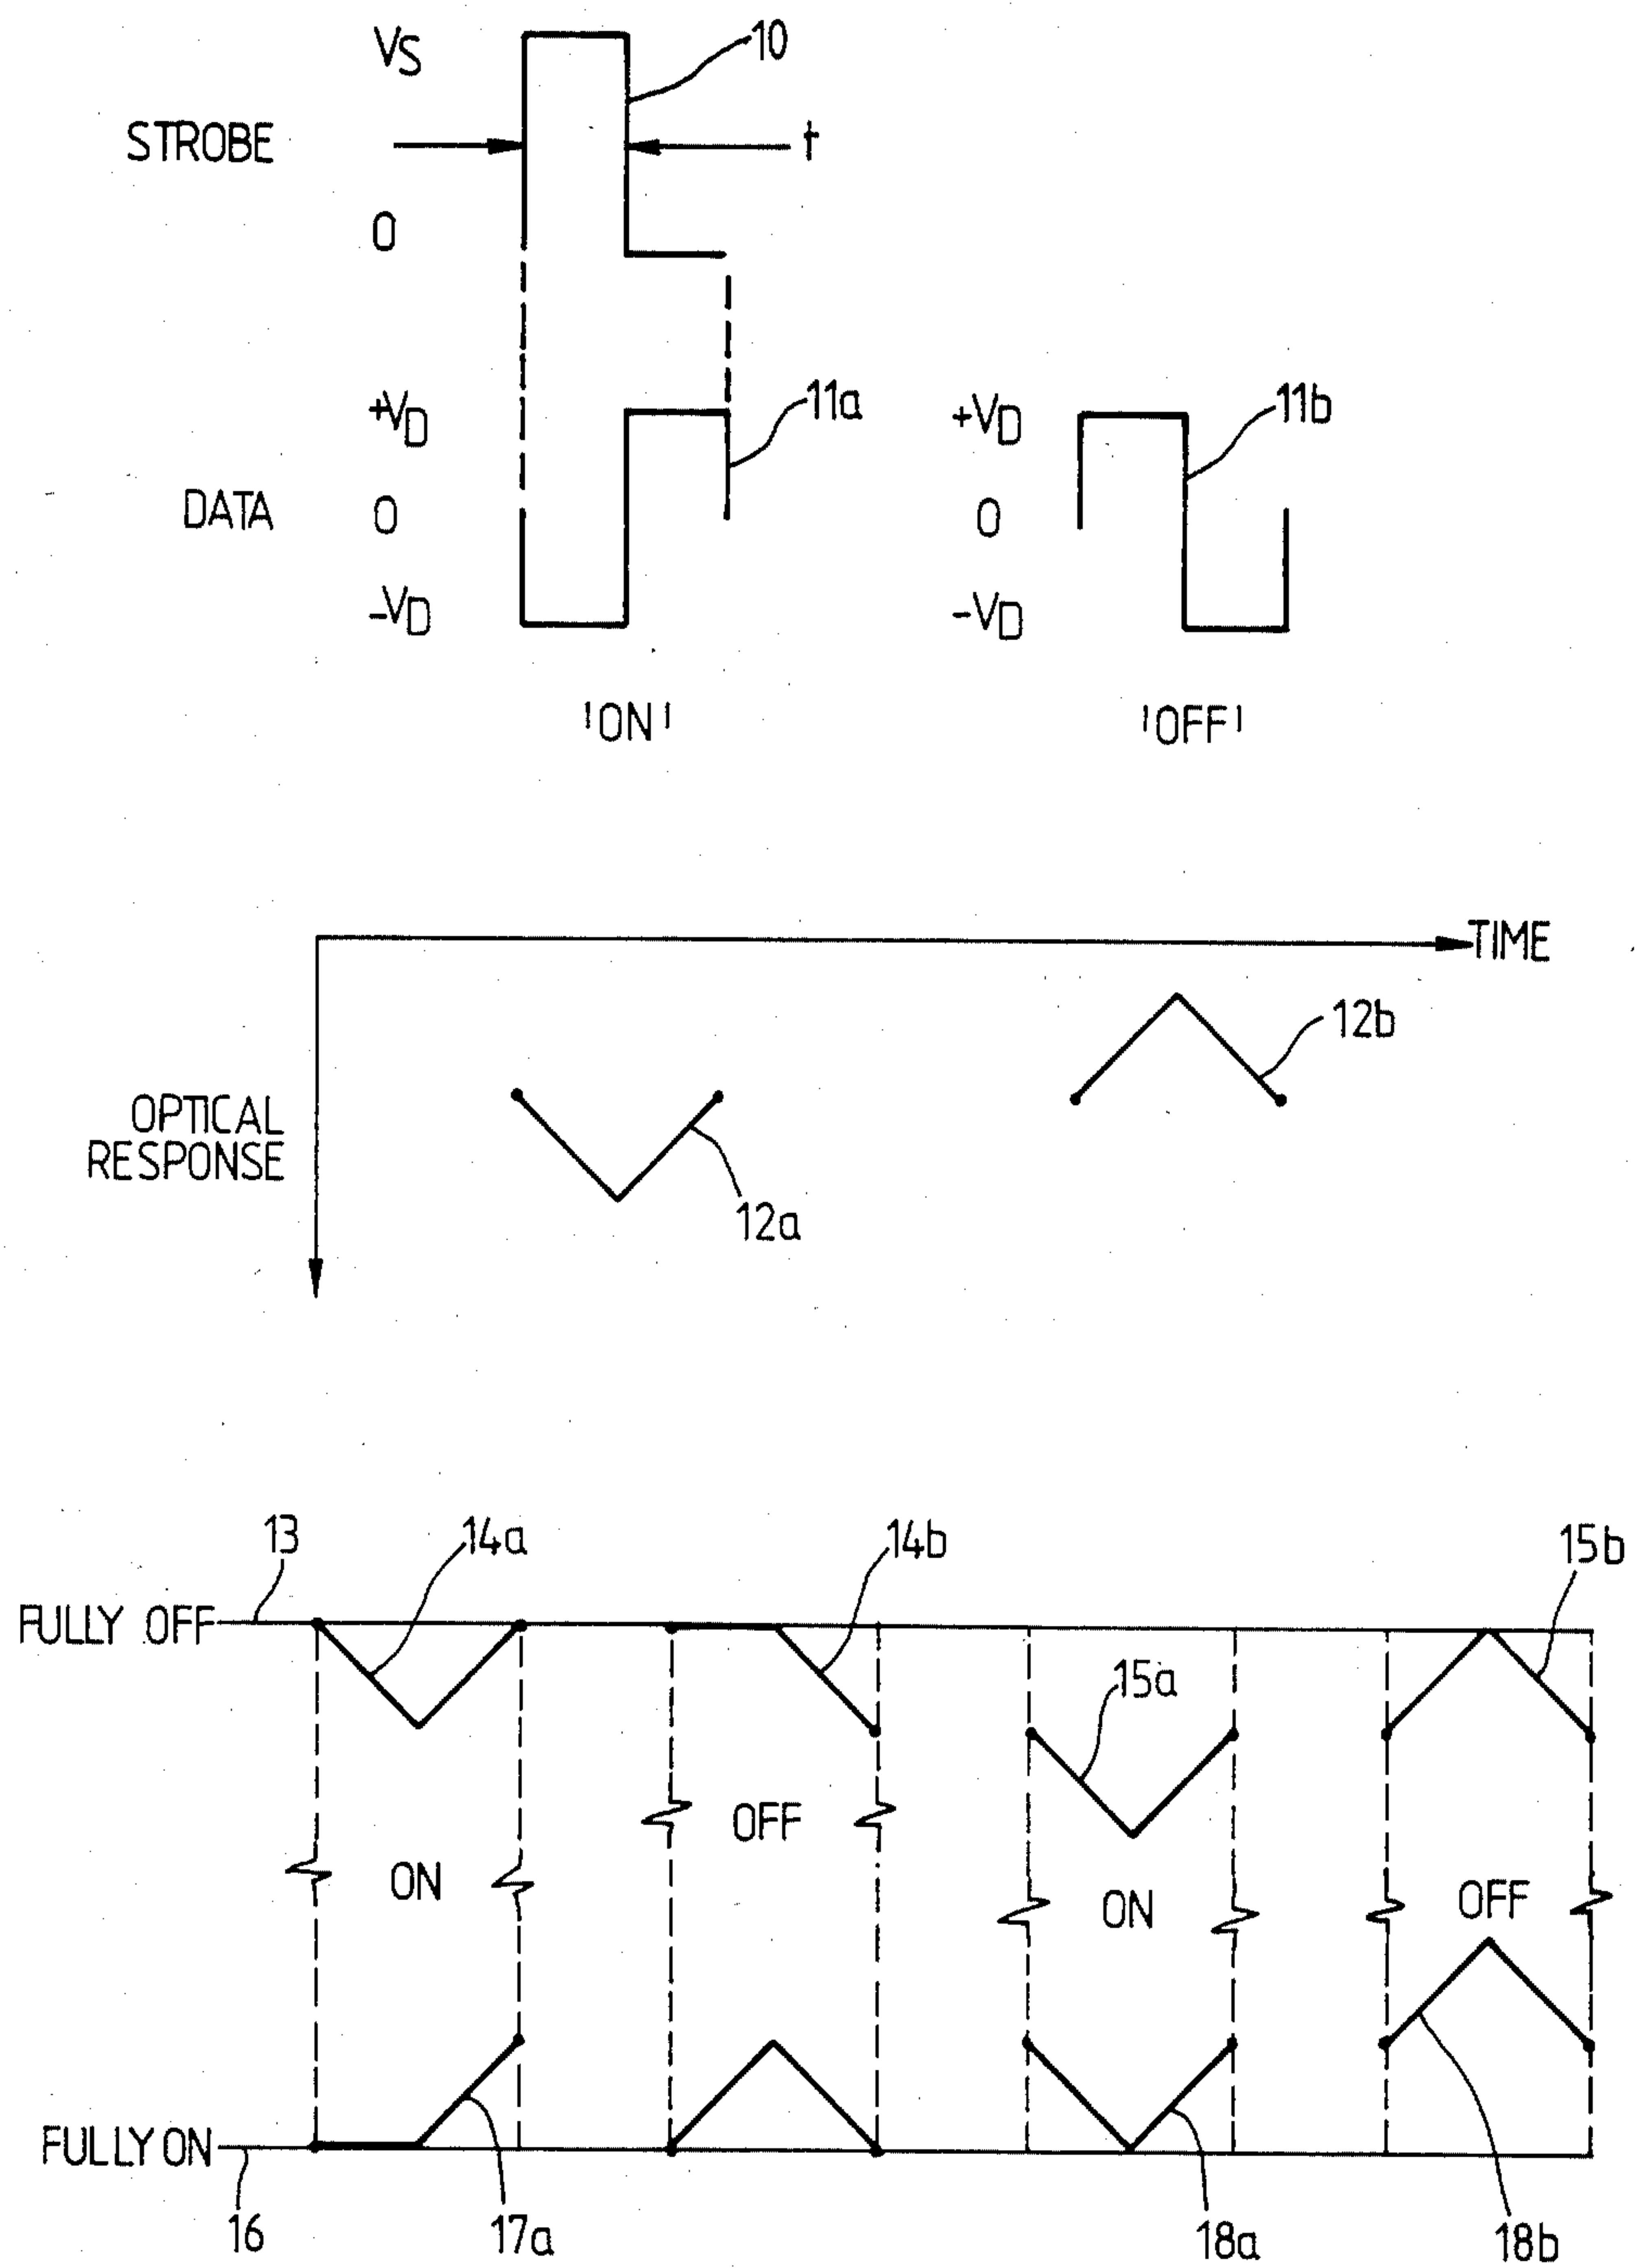 VS
10
STROBE
t
0
+VD
11a
+VD
11b
DATA
0
0
-VD
-VD
'ON'
'OFF'
TIME
12b
OPTICAL
RESPONSE
12a
13
14a
14b
15b
FULLY OFF
15a
OFF
ON
ON
OFF
FULLY ON
16
17a
18a
18b